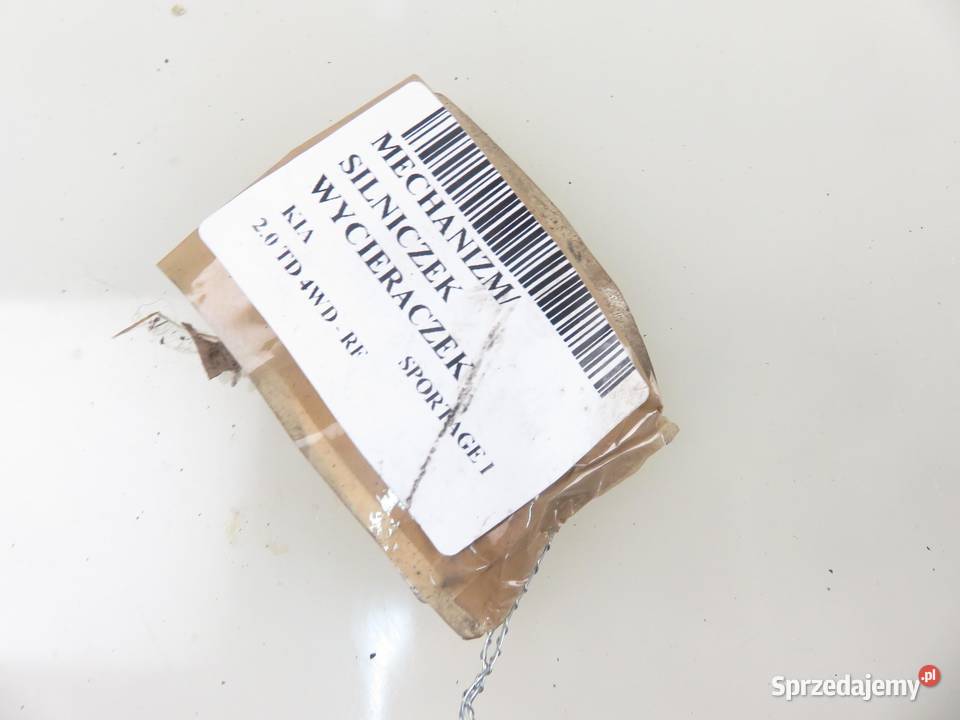 MECHANIZM/
SILNICZEK
WYCIERACZEK
KIA SPORTAGE I
2.0 TD 4WD - RF
Sprzedajemy.pl